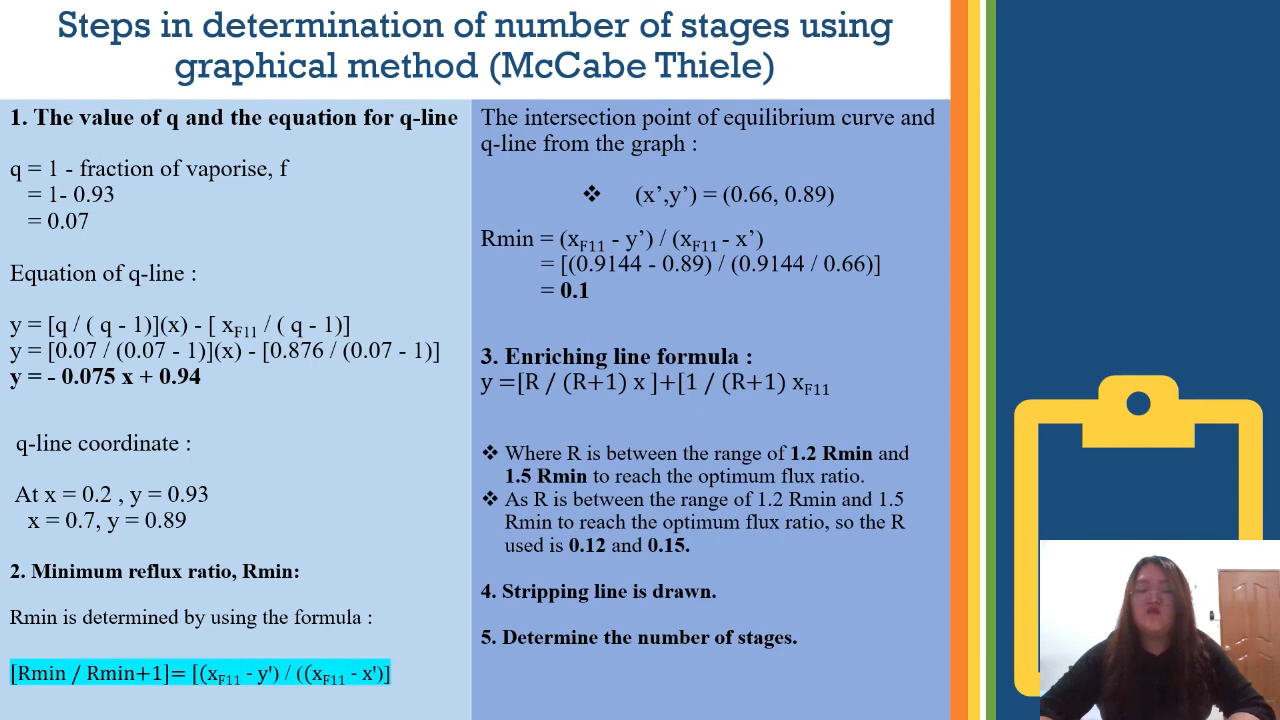 Steps in determination of number of stages using
graphical method (McCabe Thiele)
1. The value of q and the equation for q-line
q = 1 - fraction of vaporise, f
= 1- 0.93
= 0.07
Equation of q-line :
y = [q / ( q - 1)](x) - [ xF11 / ( q - 1)]
y = [0.07 / (0.07 - 1)](x) - [0.876 / (0.07 - 1)]
y = - 0.075 x + 0.94
q-line coordinate :
At x = 0.2 , y = 0.93
x = 0.7, y = 0.89
2. Minimum reflux ratio, Rmin:
Rmin is determined by using the formula :
[Rmin / Rmin+1]= [(xF11 - y') / ((xF11 - x')]
The intersection point of equilibrium curve and
q-line from the graph :
❖ (x’,y’) = (0.66, 0.89)
Rmin = (xF11 - y’) / (xF11 - x’)
= [(0.9144 - 0.89) / (0.9144 / 0.66)]
= 0.1
3. Enriching line formula :
y =[R / (R+1) x ]+[1 / (R+1) xF11
❖ Where R is between the range of 1.2 Rmin and
1.5 Rmin to reach the optimum flux ratio.
❖ As R is between the range of 1.2 Rmin and 1.5
Rmin to reach the optimum flux ratio, so the R
used is 0.12 and 0.15.
4. Stripping line is drawn.
5. Determine the number of stages.